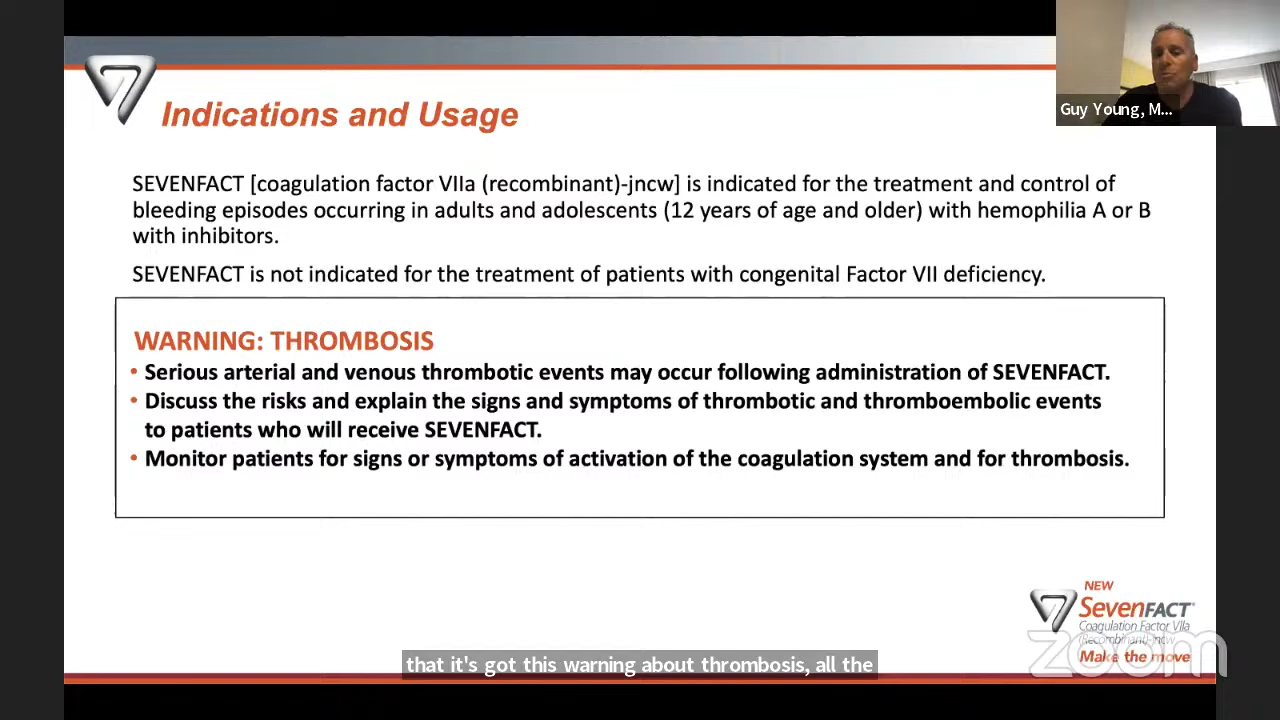 Guy Young, M...
Indications and Usage
SEVENFACT [coagulation factor VIIa (recombinant)-jncw] is indicated for the treatment and control of
bleeding episodes occurring in adults and adolescents (12 years of age and older) with hemophilia A or B
with inhibitors.
SEVENFACT is not indicated for the treatment of patients with congenital Factor VII deficiency.
WARNING: THROMBOSIS
• Serious arterial and venous thrombotic events may occur following administration of SEVENFACT.
• Discuss the risks and explain the signs and symptoms of thrombotic and thromboembolic events
to patients who will receive SEVENFACT.
• Monitor patients for signs or symptoms of activation of the coagulation system and for thrombosis.
NEW
SevenFACT®
Coagulation Factor VIIa
(Recombinant)-jncw
Make the move
zoom
that it's got this warning about thrombosis, all the